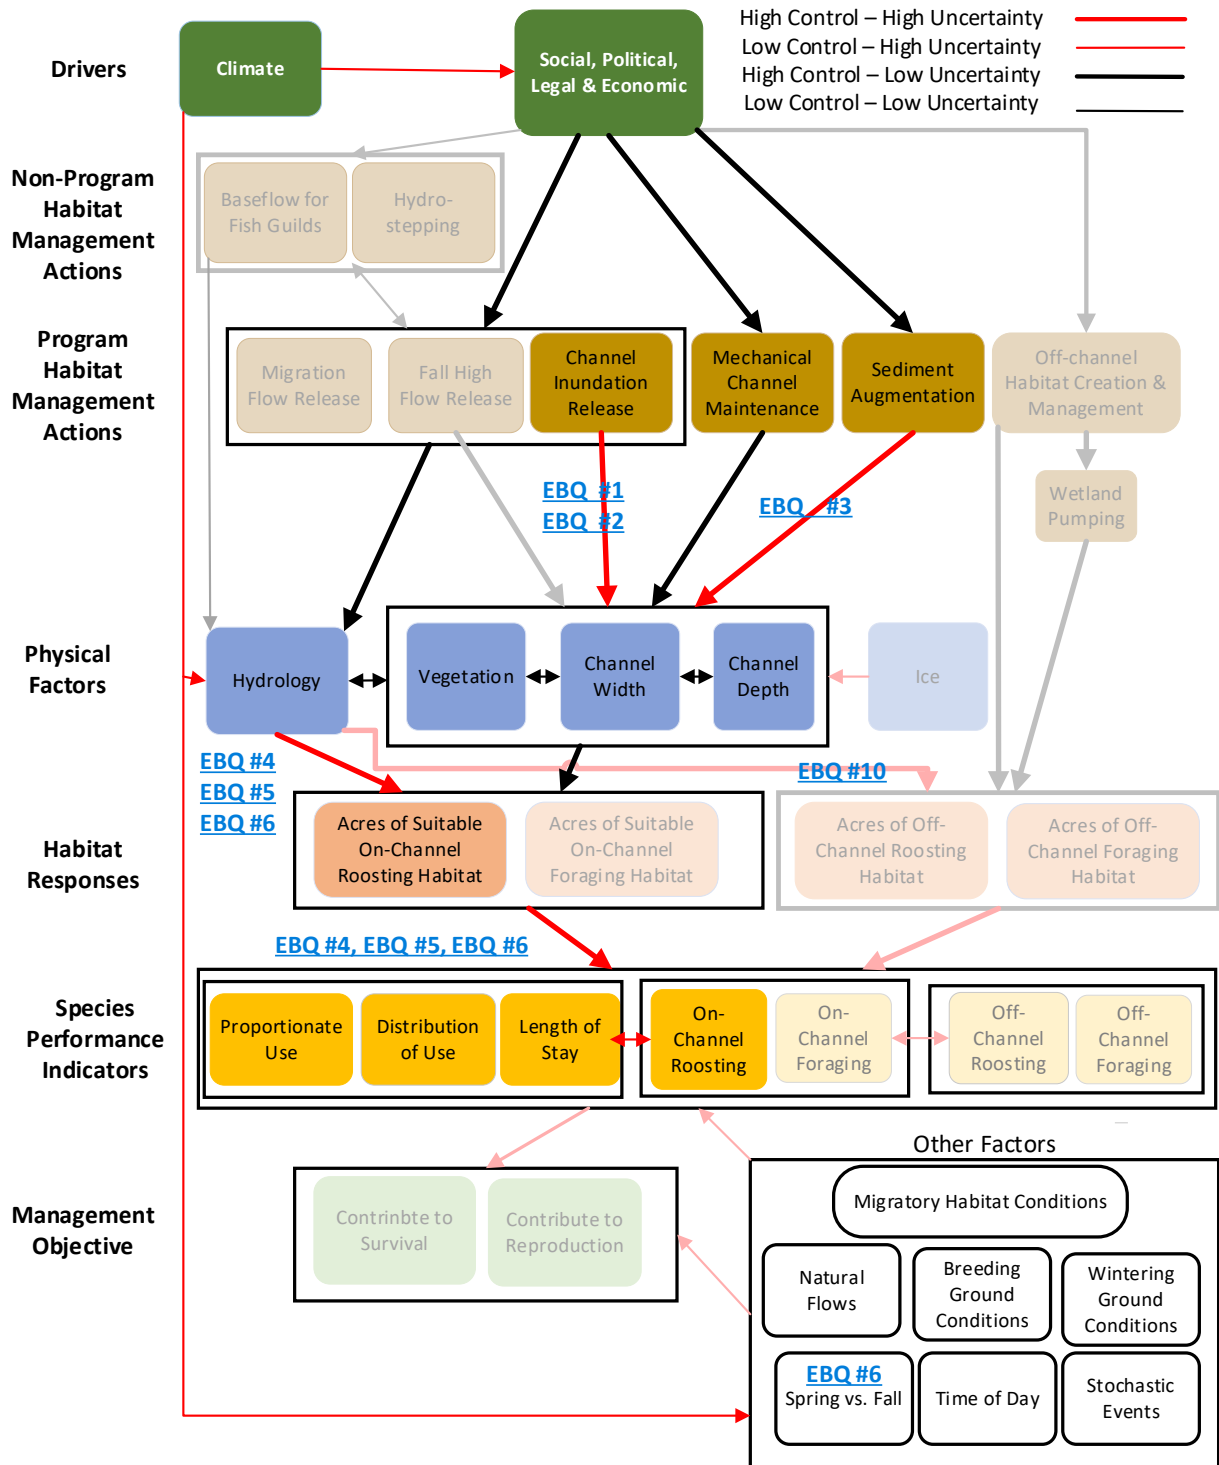 High Control – High Uncertainty
Low Control – High Uncertainty
High Control – Low Uncertainty
Low Control – Low Uncertainty
Drivers
Climate
Social, Political,
Legal & Economic
Non-Program
Habitat
Management
Actions
Baseflow for
Fish Guilds
Hydro-
stepping
Program
Habitat
Management
Actions
Migration
Flow Release
Fall High
Flow Release
Channel
Inundation
Release
Mechanical
Channel
Maintenance
Sediment
Augmentation
Off-channel
Habitat Creation &
Management
EBQ #1
EBQ #2
EBQ #3
Wetland
Pumping
Physical
Factors
Hydrology
Vegetation
Channel
Width
Channel
Depth
Ice
EBQ #4
EBQ #5
EBQ #6
EBQ #10
Habitat
Responses
Acres of Suitable
On-Channel
Roosting Habitat
Acres of Suitable
On-Channel
Foraging Habitat
Acres of Off-
Channel Roosting
Habitat
Acres of Off-
Channel Foraging
Habitat
EBQ #4, EBQ #5, EBQ #6
Species
Performance
Indicators
Proportionate
Use
Distribution
of Use
Length of
Stay
On-
Channel
Roosting
On-
Channel
Foraging
Off-
Channel
Roosting
Off-
Channel
Foraging
Other Factors
Management
Objective
Contrinbte to
Survival
Contribute to
Reproduction
Migratory Habitat Conditions
Natural
Flows
Breeding
Ground
Conditions
Wintering
Ground
Conditions
EBQ #6
Spring vs. Fall
Time of Day
Stochastic
Events